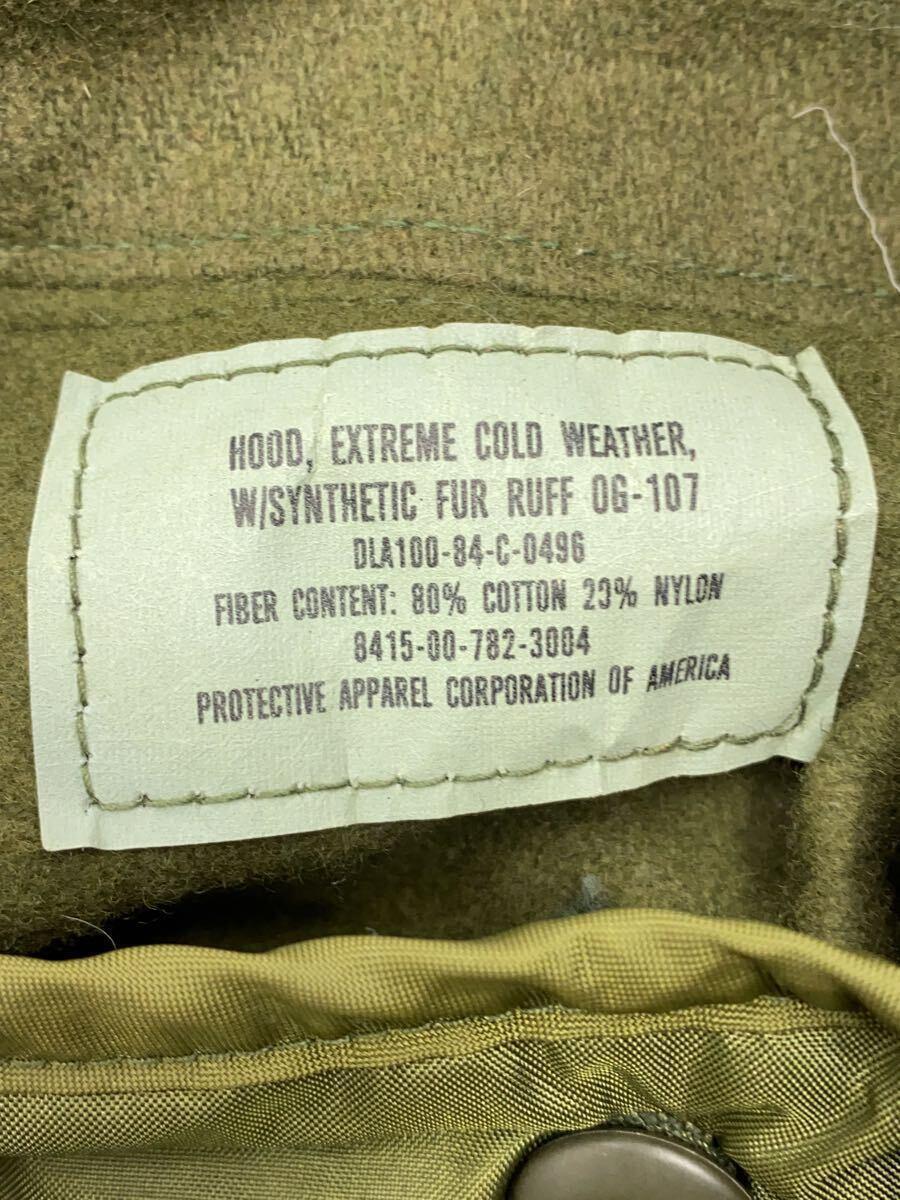 HOOD, EXTREME COLD WEATHER,
W/SYNTHETIC FUR RUFF OG-107
DLA100-84-C-0496
FIBER CONTENT: 80% COTTON 23% NYLON
8415-00-782-3004
PROTECTIVE APPAREL CORPORATION OF AMERICA